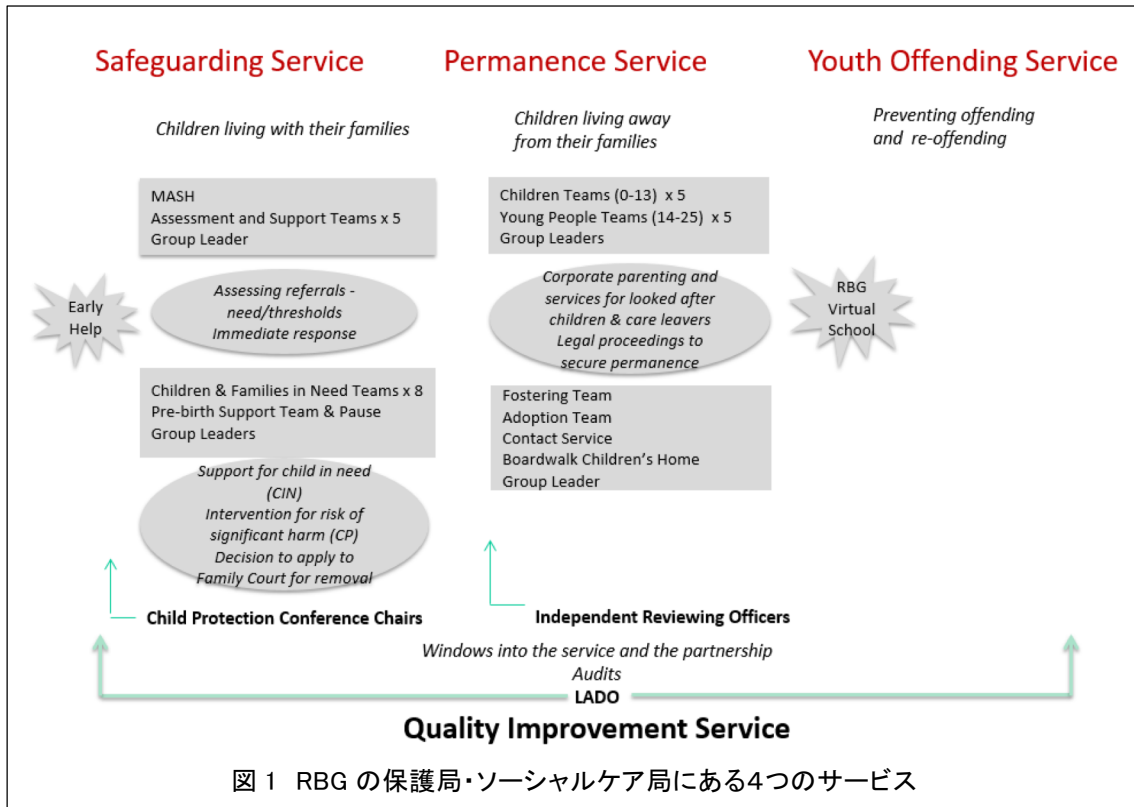 Safeguarding Service
Permanence Service
Youth Offending Service
Children living with their families
Children living away
from their families
Preventing offending
and re-offending
MASH
Assessment and Support Teams x 5
Group Leader
Children Teams (0-13) x 5
Young People Teams (14-25) x 5
Group Leaders
Early
Help
Assessing referrals -
need/thresholds
Immediate response
Corporate parenting and
services for looked after
children & care leavers
Legal proceedings to
secure permanence
RBG
Virtual
School
Children & Families in Need Teams x 8
Pre-birth Support Team & Pause
Group Leaders
Fostering Team
Adoption Team
Contact Service
Boardwalk Children's Home
Group Leader
Support for child in need
(CIN)
Intervention for risk of
significant harm (CP)
Decision to apply to
Family Court for removal
Child Protection Conference Chairs
Independent Reviewing Officers
Windows into the service and the partnership
Audits
LADO
Quality Improvement Service
図 1 RBG の保護局・ソーシャルケア局にある4つのサービス